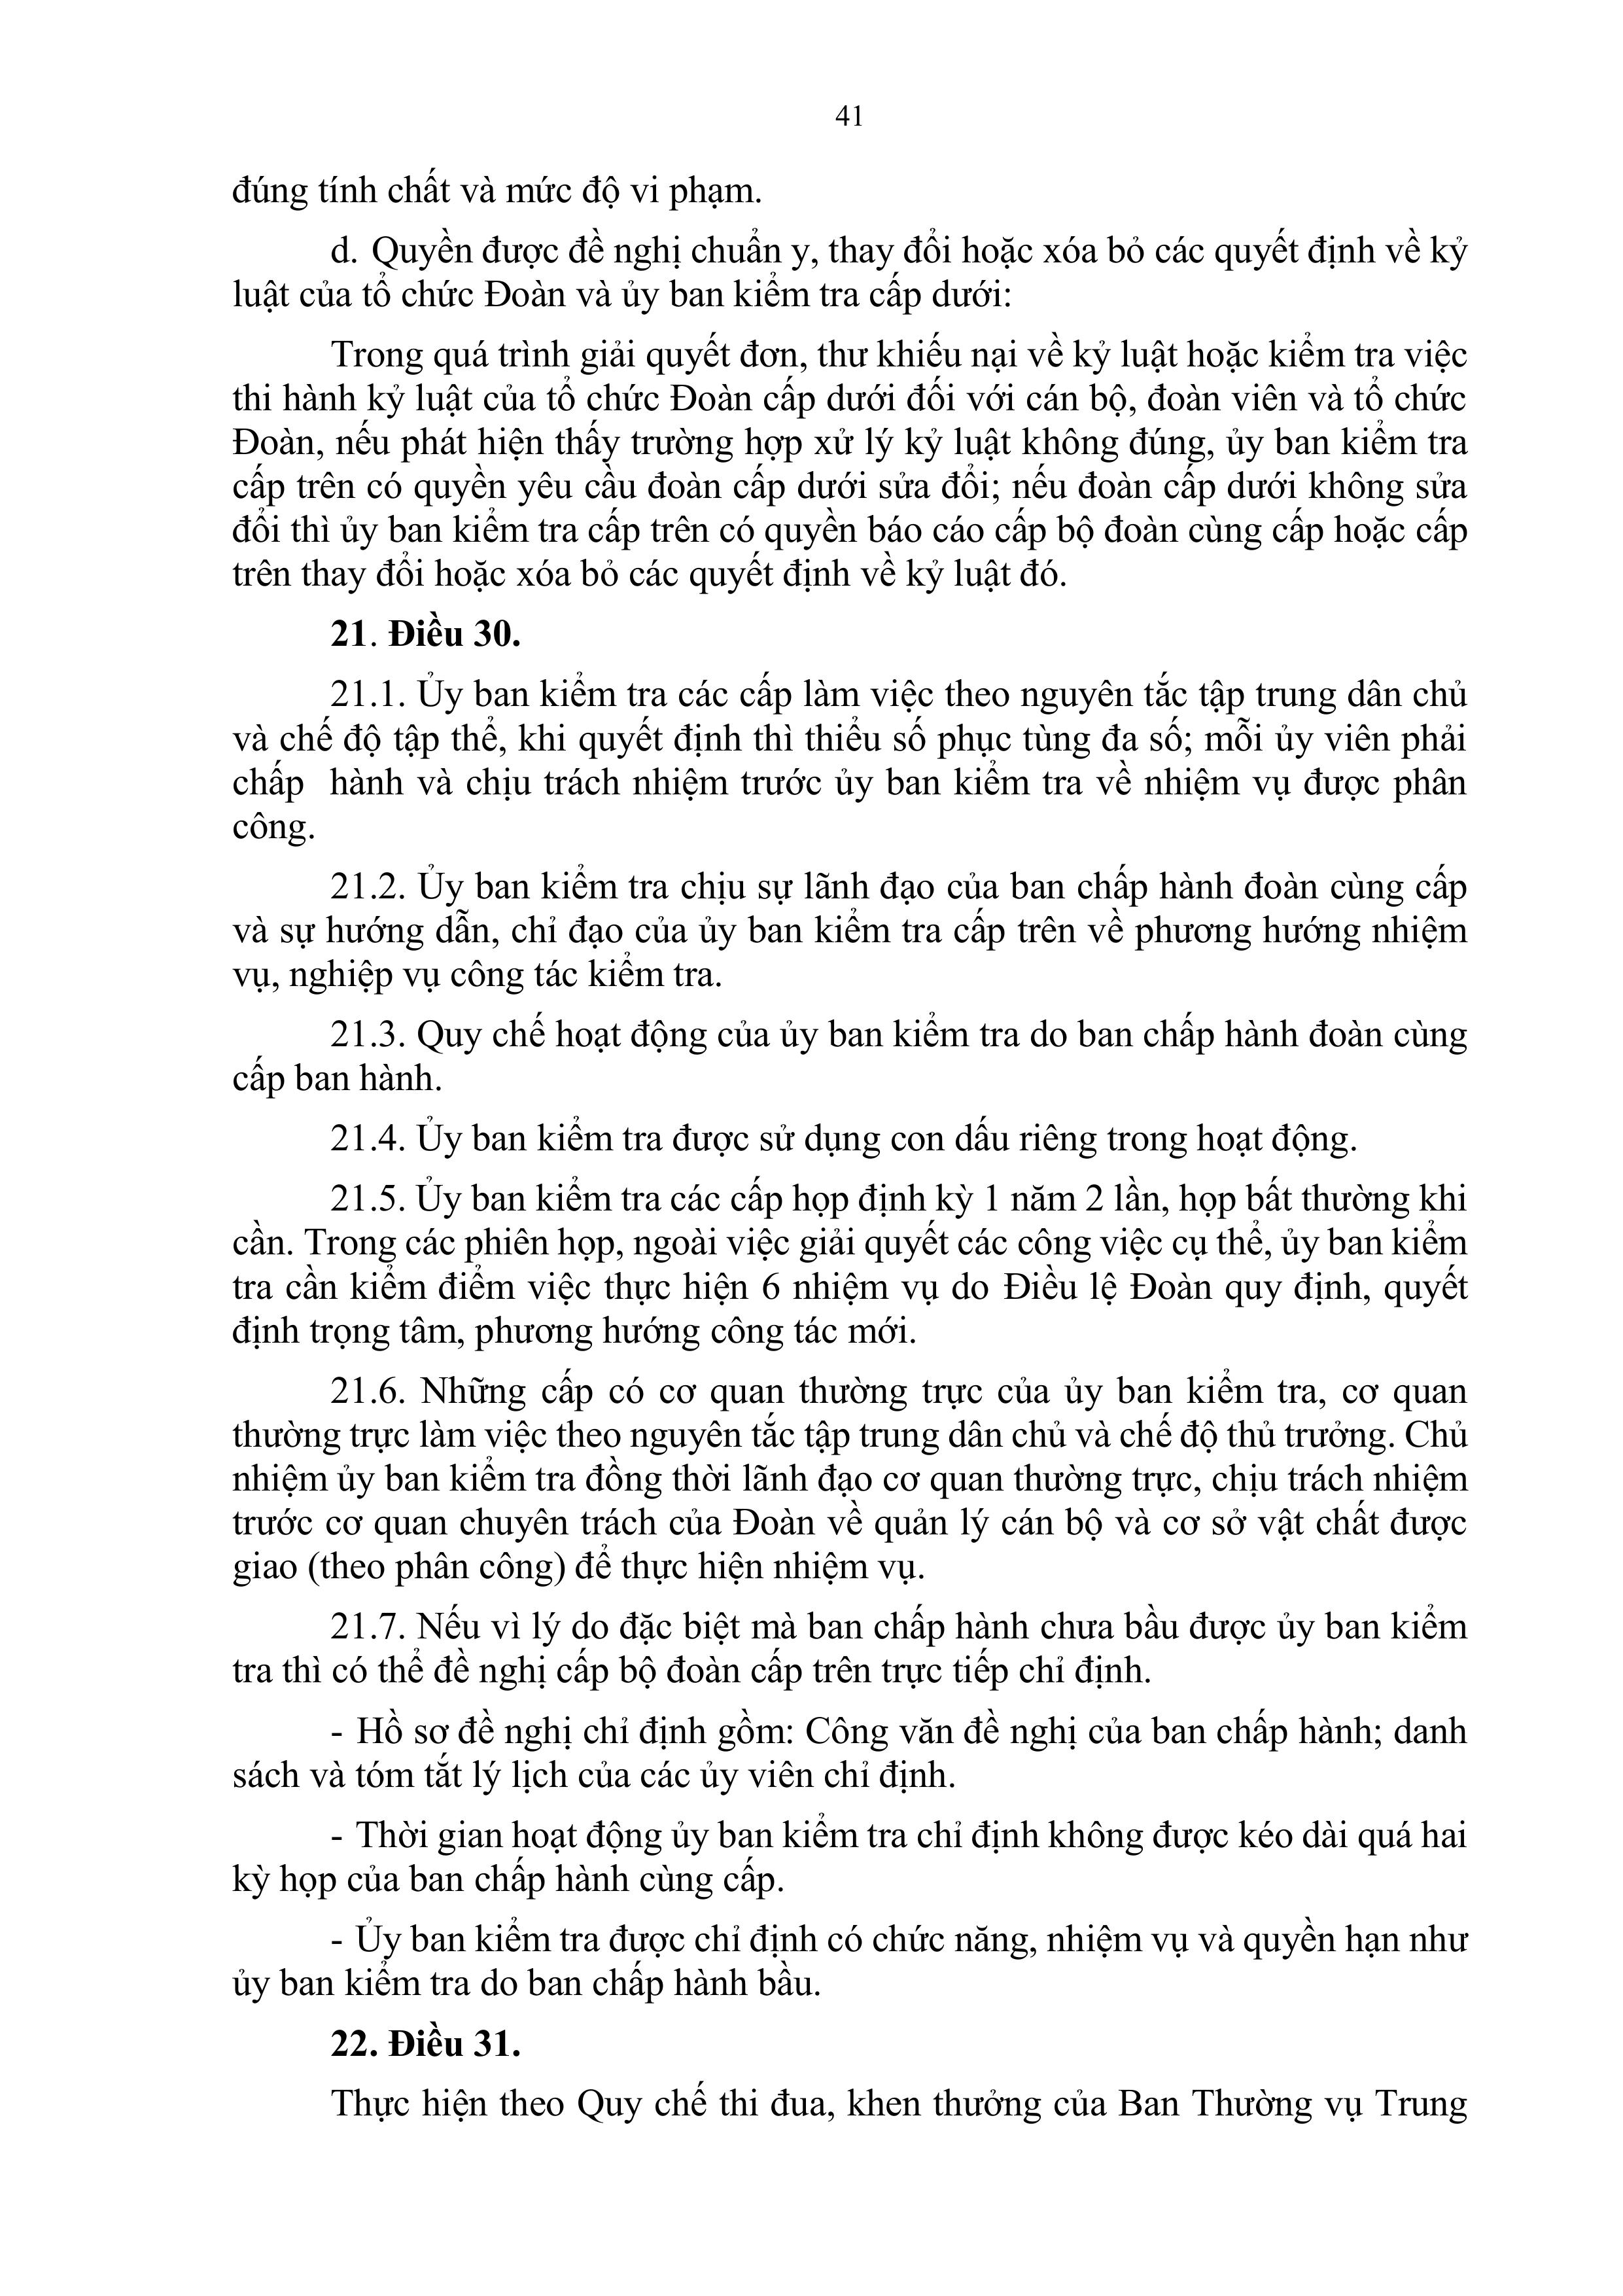 41
đúng tính chất và mức độ vi phạm.
d. Quyền được đề nghị chuẩn y, thay đổi hoặc xóa bỏ các quyết định về kỷ
luật của tổ chức Đoàn và ủy ban kiểm tra cấp dưới:
Trong quá trình giải quyết đơn, thư khiếu nại về kỷ luật hoặc kiểm tra việc
thi hành kỷ luật của tổ chức Đoàn cấp dưới đối với cán bộ, đoàn viên và tổ chức
Đoàn, nếu phát hiện thấy trường hợp xử lý kỷ luật không đúng, ủy ban kiểm tra
cấp trên có quyền yêu cầu đoàn cấp dưới sửa đổi; nếu đoàn cấp dưới không sửa
đổi thì ủy ban kiểm tra cấp trên có quyền báo cáo cấp bộ đoàn cùng cấp hoặc cấp
trên thay đổi hoặc xóa bỏ các quyết định về kỷ luật đó.
21. Điều 30.
21.1. Ủy ban kiểm tra các cấp làm việc theo nguyên tắc tập trung dân chủ
và chế độ tập thể, khi quyết định thì thiểu số phục tùng đa số; mỗi ủy viên phải
chấp hành và chịu trách nhiệm trước ủy ban kiểm tra về nhiệm vụ được phân
công.
21.2. Ủy ban kiểm tra chịu sự lãnh đạo của ban chấp hành đoàn cùng cấp
và sự hướng dẫn, chỉ đạo của ủy ban kiểm tra cấp trên về phương hướng nhiệm
vụ, nghiệp vụ công tác kiểm tra.
21.3. Quy chế hoạt động của ủy ban kiểm tra do ban chấp hành đoàn cùng
cấp ban hành.
21.4. Ủy ban kiểm tra được sử dụng con dấu riêng trong hoạt động.
21.5. Ủy ban kiểm tra các cấp họp định kỳ 1 năm 2 lần, họp bất thường khi
cần. Trong các phiên họp, ngoài việc giải quyết các công việc cụ thể, ủy ban kiểm
tra cần kiểm điểm việc thực hiện 6 nhiệm vụ do Điều lệ Đoàn quy định, quyết
định trọng tâm, phương hướng công tác mới.
21.6. Những cấp có cơ quan thường trực của ủy ban kiểm tra, cơ quan
thường trực làm việc theo nguyên tắc tập trung dân chủ và chế độ thủ trưởng. Chủ
nhiệm ủy ban kiểm tra đồng thời lãnh đạo cơ quan thường trực, chịu trách nhiệm
trước cơ quan chuyên trách của Đoàn về quản lý cán bộ và cơ sở vật chất được
giao (theo phân công) để thực hiện nhiệm vụ.
21.7. Nếu vì lý do đặc biệt mà ban chấp hành chưa bầu được ủy ban kiểm
tra thì có thể đề nghị cấp bộ đoàn cấp trên trực tiếp chỉ định.
- Hồ sơ đề nghị chỉ định gồm: Công văn đề nghị của ban chấp hành; danh
sách và tóm tắt lý lịch của các ủy viên chỉ định.
- Thời gian hoạt động ủy ban kiểm tra chỉ định không được kéo dài quá hai
kỳ họp của ban chấp hành cùng cấp.
- Ủy ban kiểm tra được chỉ định có chức năng, nhiệm vụ và quyền hạn như
ủy ban kiểm tra do ban chấp hành bầu.
22. Điều 31.
Thực hiện theo Quy chế thi đua, khen thưởng của Ban Thường vụ Trung